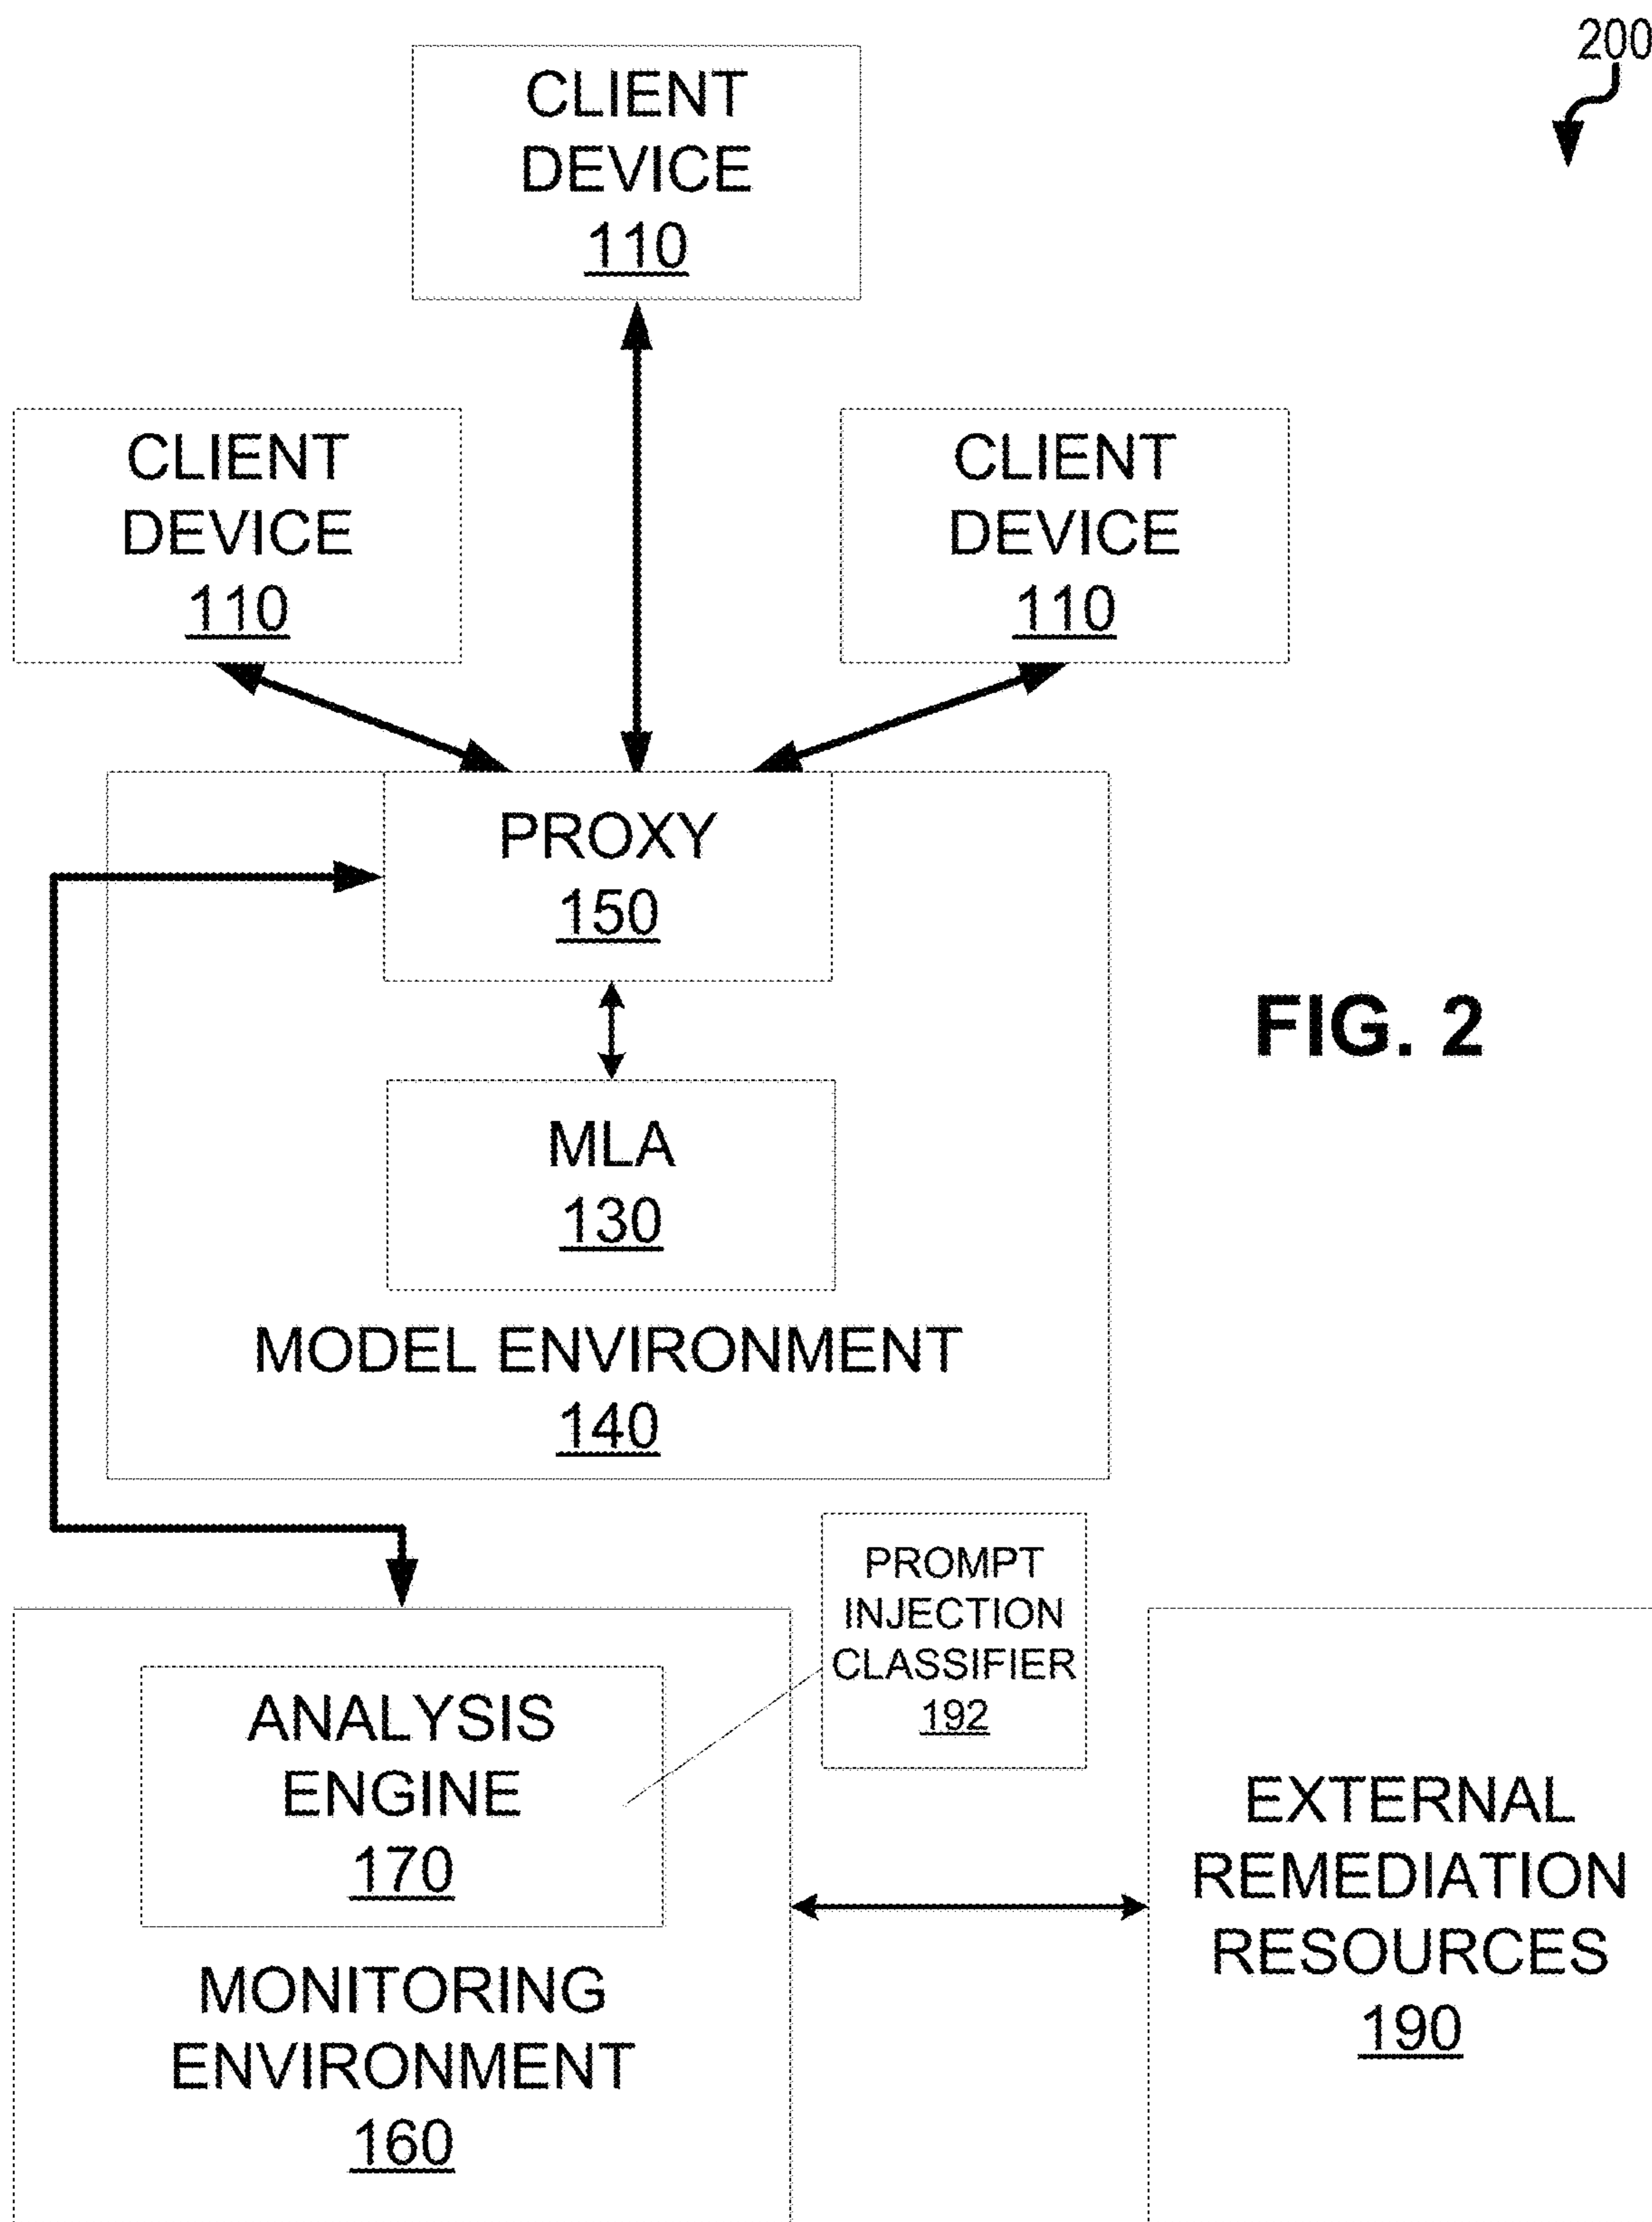 200
CLIENT
DEVICE
110
CLIENT
DEVICE
110
CLIENT
DEVICE
110
PROXY
150
FIG. 2
MLA
130
MODEL ENVIRONMENT
140
PROMPT
INJECTION
CLASSIFIER
192
ANALYSIS
ENGINE
170
MONITORING
ENVIRONMENT
160
EXTERNAL
REMEDIATION
RESOURCES
190